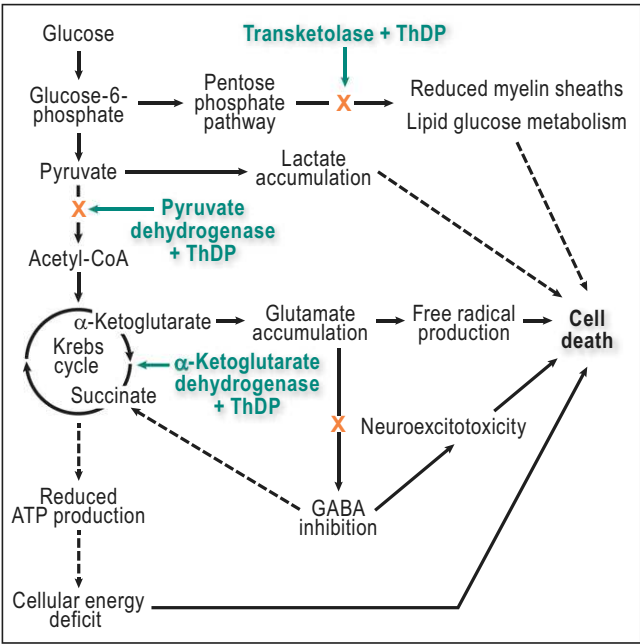 Glucose
Transketolase + ThDP
Glucose-6-
phosphate
Pentose
phosphate
pathway
X
Reduced myelin sheaths
Lipid glucose metabolism
Pyruvate
Lactate
accumulation
X
Pyruvate
dehydrogenase
+ ThDP
Acetyl-CoA
α-Ketoglutarate
Glutamate
accumulation
Free radical
production
Cell
death
Krebs
cycle
α-Ketoglutarate
dehydrogenase
+ ThDP
Succinate
X
Neuroexcitotoxicity
Reduced
ATP production
GABA
inhibition
Cellular energy
deficit